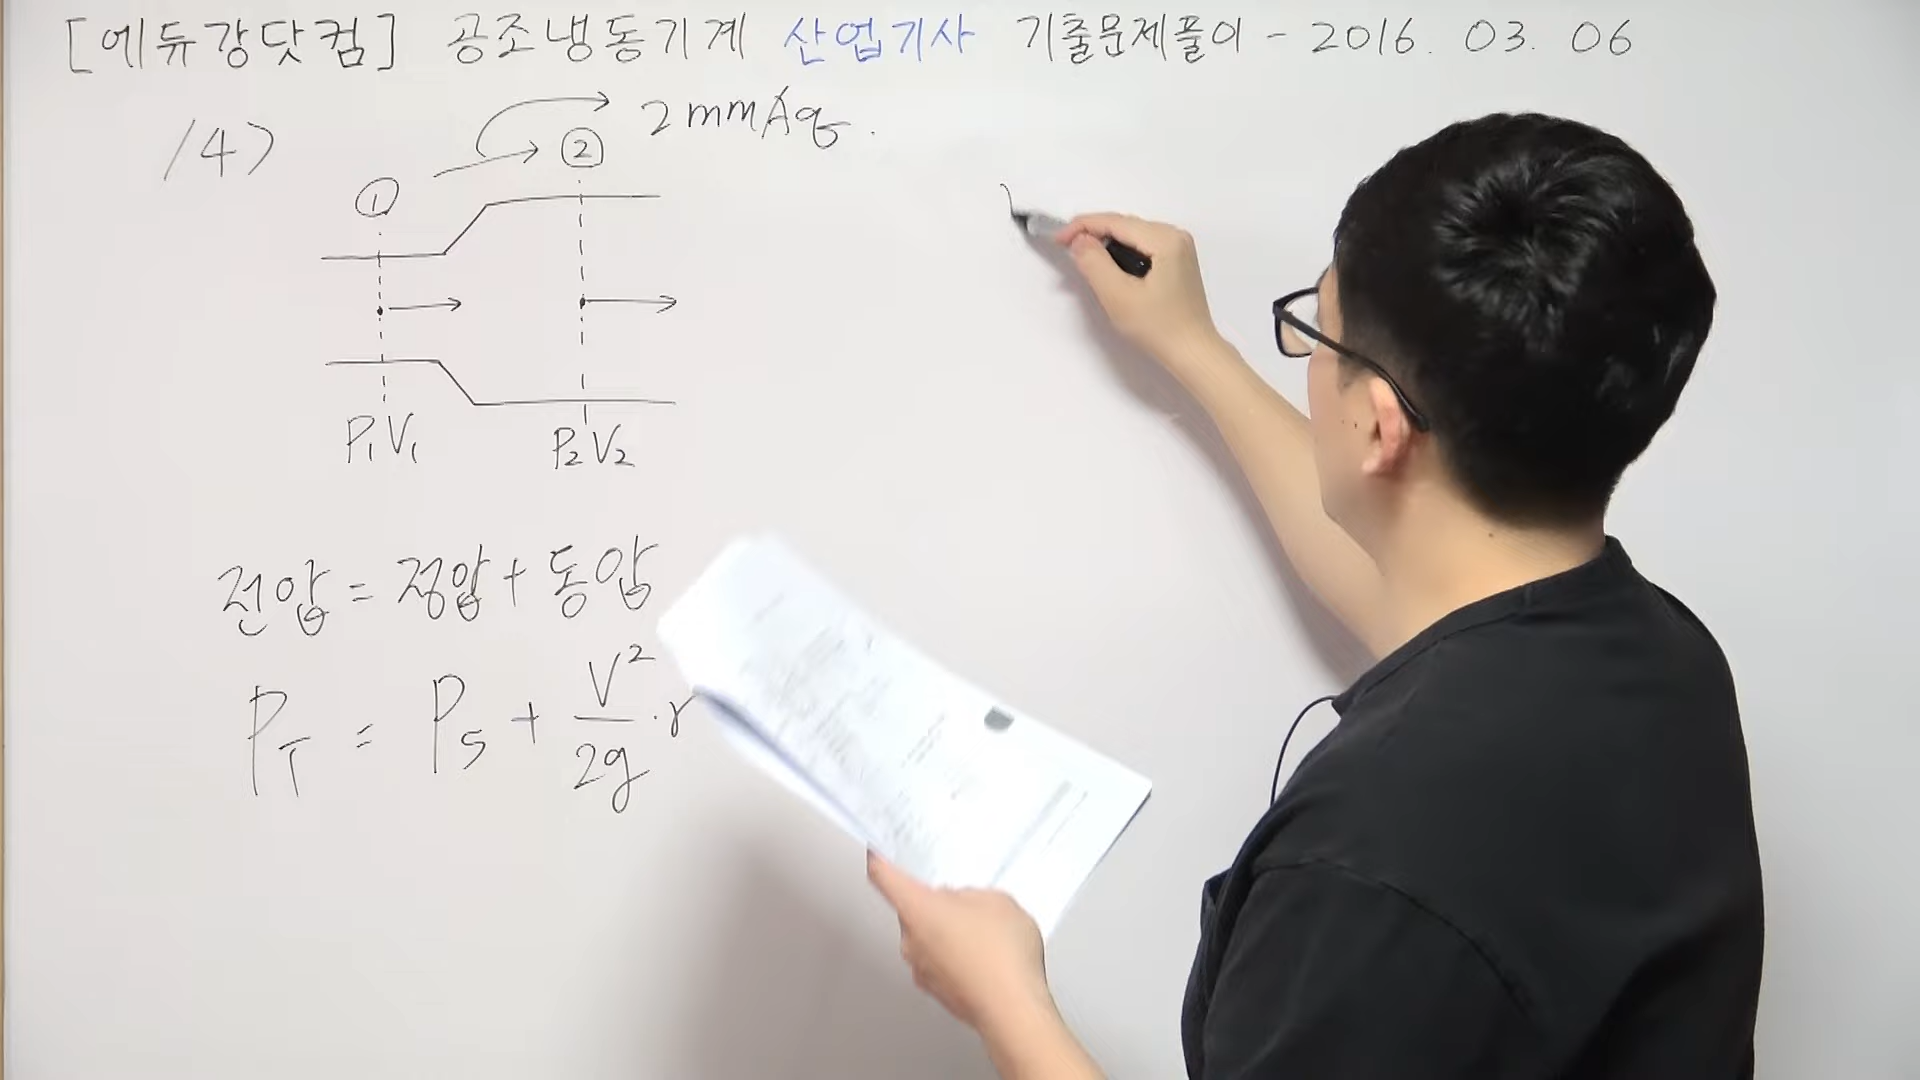 [에듀강닷컴] 공조냉동기계 산업기사 기출문제풀이 - 2016. 03. 06
14)
① ② 2mmAq.
P₁V₁ P₂V₂
전압 = 정압 + 동압
P_T = P_S + V²/2g · r